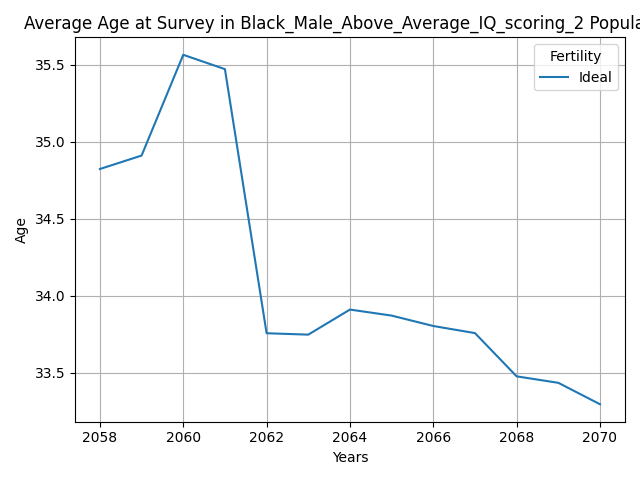 Average Age at Survey in Black_Male_Above_Average_IQ_scoring_2 Popula
Fertility
Ideal
35.5
35.0
34.5
34.0
33.5
Age
2058 2060 2062 2064 2066 2068 2070
Years